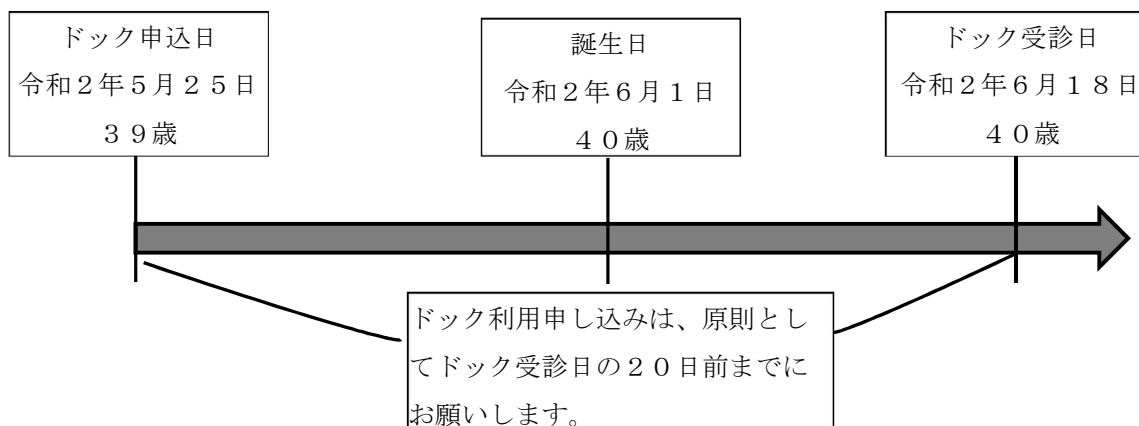 ドック申込日
令和２年５月２５日
３９歳
誕生日
令和２年６月１日
４０歳
ドック受診日
令和２年６月１８日
４０歳
ドック利用申し込みは、原則とし
てドック受診日の２０日前までに
お願いします。